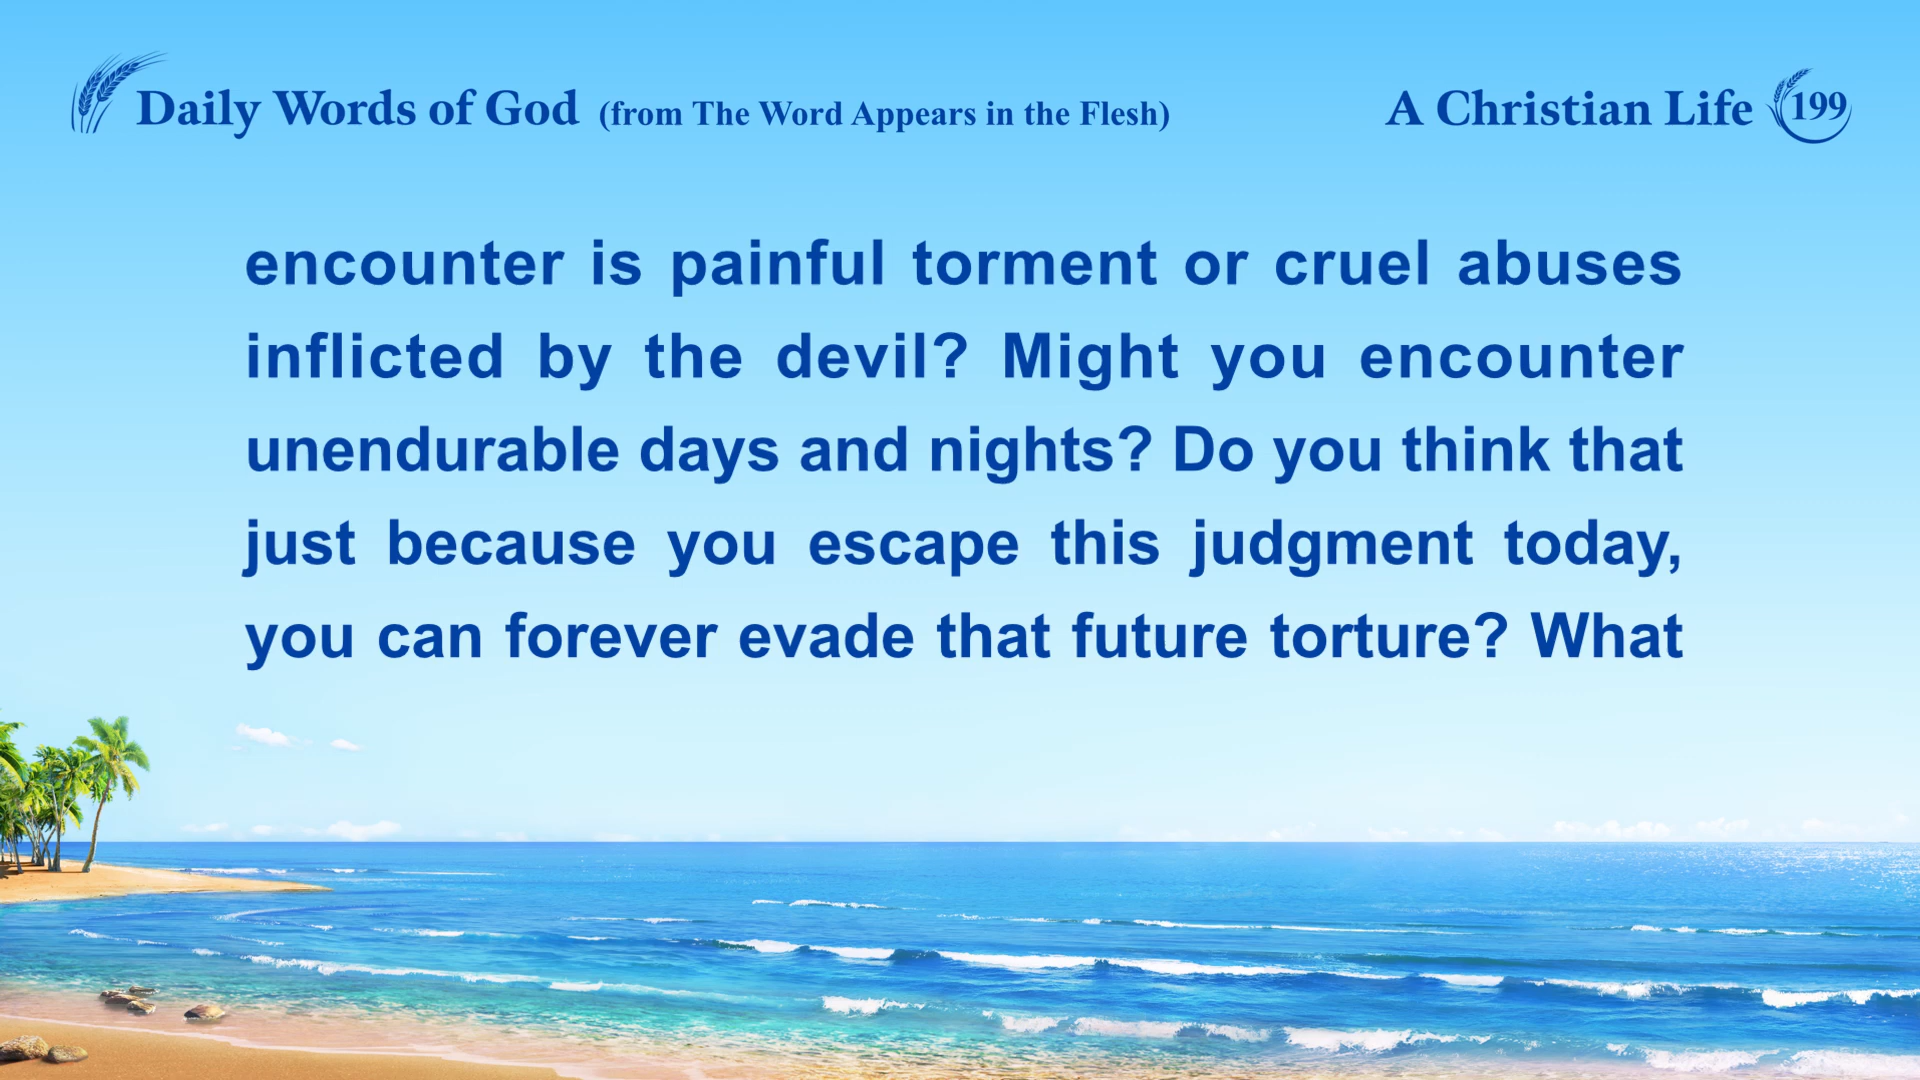 Daily Words of God (from The Word Appears in the Flesh)
A Christian Life 199
encounter is painful torment or cruel abuses
inflicted by the devil? Might you encounter
unendurable days and nights? Do you think that
just because you escape this judgment today,
you can forever evade that future torture? What